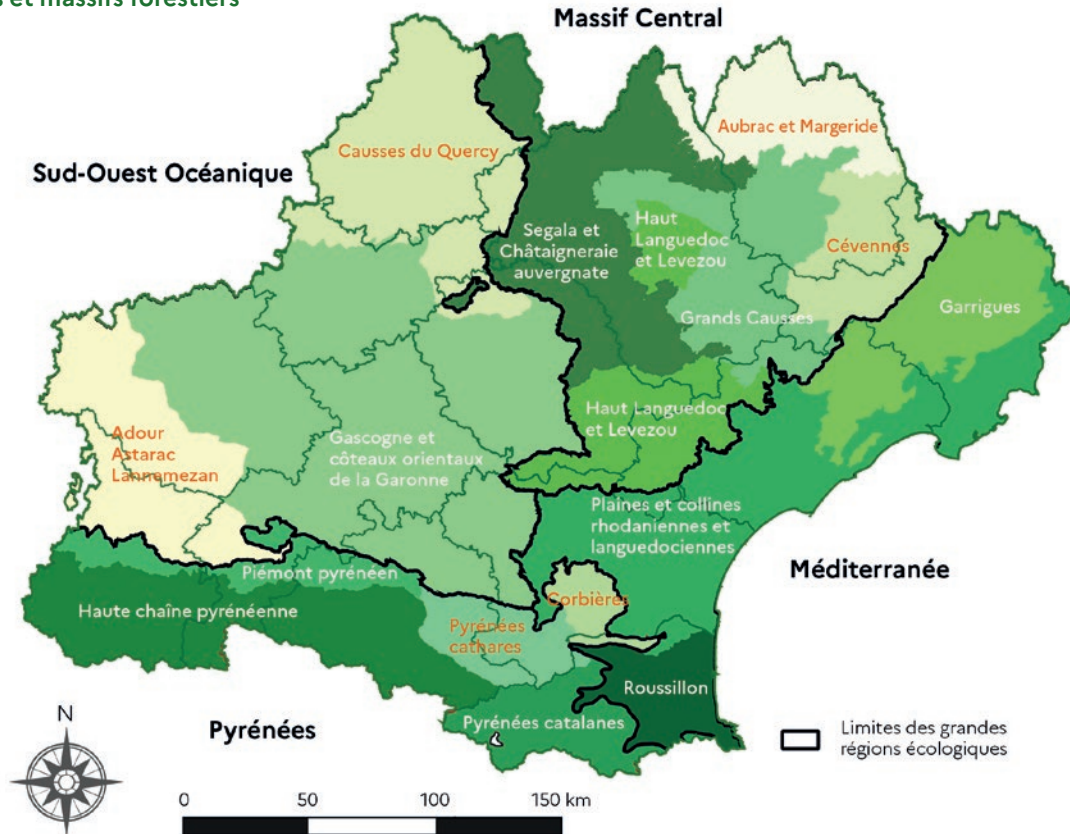 s et massifs forestiers
Massif Central
Aubrac et Margeride
Causses du Quercy
Sud-Ouest Océanique
Segala et
Châtaigneraie
auvergnate
Haut
Languedoc
et Levezou
Cévennes
Garrigues
Grands Causses
Adour
Astarac
Lannemezan
Gascogne et
côteaux orientaux
de la Garonne
Haut Languedoc
et Levezou
Plaines et collines
rhodaniennes et
languedociennes
Méditerranée
Piémont pyrénéen
Haute chaîne pyrénéenne
Corbières
Pyrénées
cathares
Roussillon
Pyrénées catalanes
Pyrénées
Limites des grandes
régions écologiques
N
0 50 100 150 km